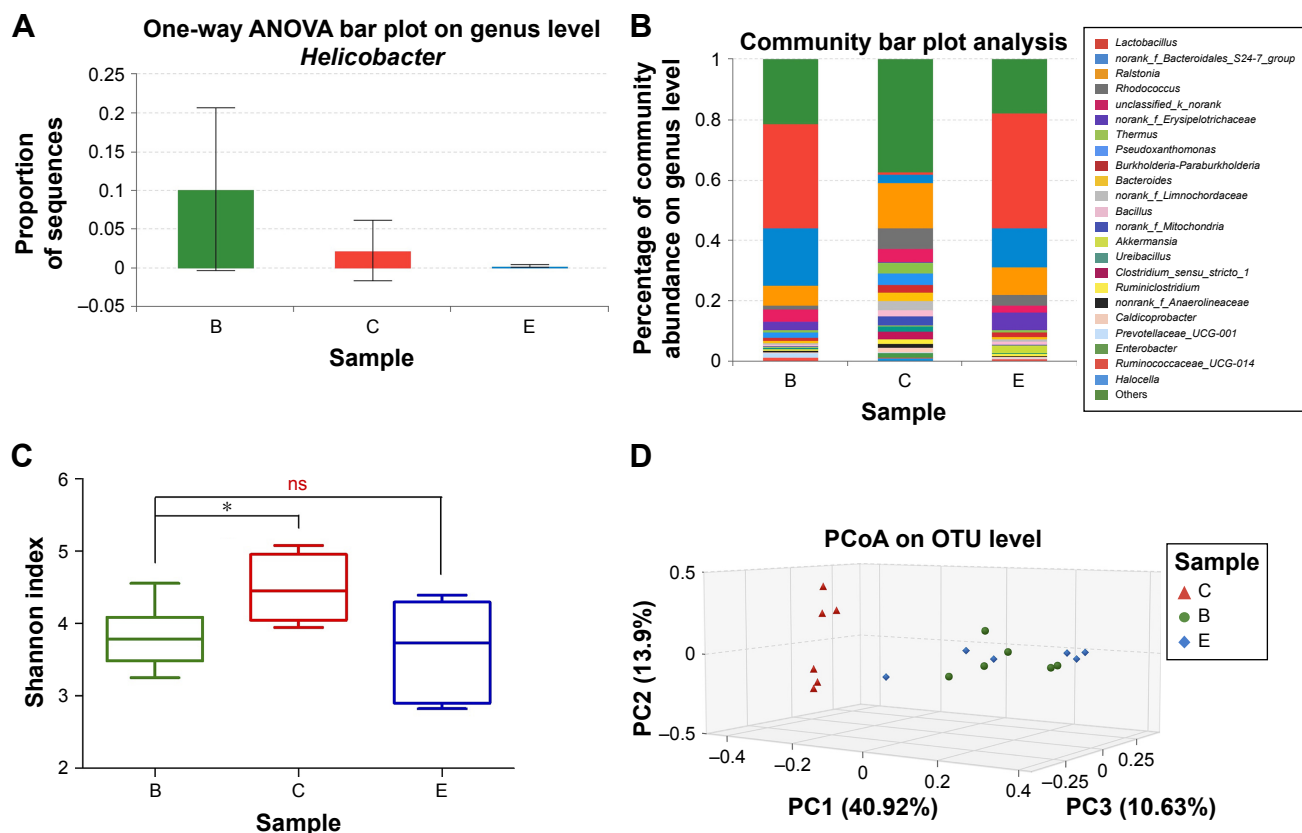 A
One-way ANOVA bar plot on genus level
Helicobacter
Proportion
of sequences
0.25
0.2
0.15
0.1
0.05
0
–0.05
B
C
E
Sample
B
Community bar plot analysis
Percentage of community
abundance on genus level
1
0.8
0.6
0.4
0.2
0
B
C
E
Sample
Lactobacillus
norank_f_Bacteroidales_S24-7_group
Ralstonia
Rhodococcus
unclassified_k_norank
norank_f_Erysipelotrichaceae
Thermus
Pseudoxanthomonas
Burkholderia-Paraburkholderia
Bacteroides
norank_f_Limnochordaceae
Bacillus
norank_f_Mitochondria
Akkermansia
Ureibacillus
Clostridium_sensu_stricto_1
Ruminiclostridium
nonrank_f_Anaerolineaceae
Caldicoprobacter
Prevotellaceae_UCG-001
Enterobacter
Ruminococcaceae_UCG-014
Halocella
Others
C
Shannon index
6
5
4
3
2
ns
*
B
C
E
Sample
D
PCoA on OTU level
PC2 (13.9%)
0.5
0
–0.5
–0.4
–0.2
0
0.2
0.4
PC1 (40.92%)
–0.25
0
0.25
PC3 (10.63%)
Sample
C
B
E